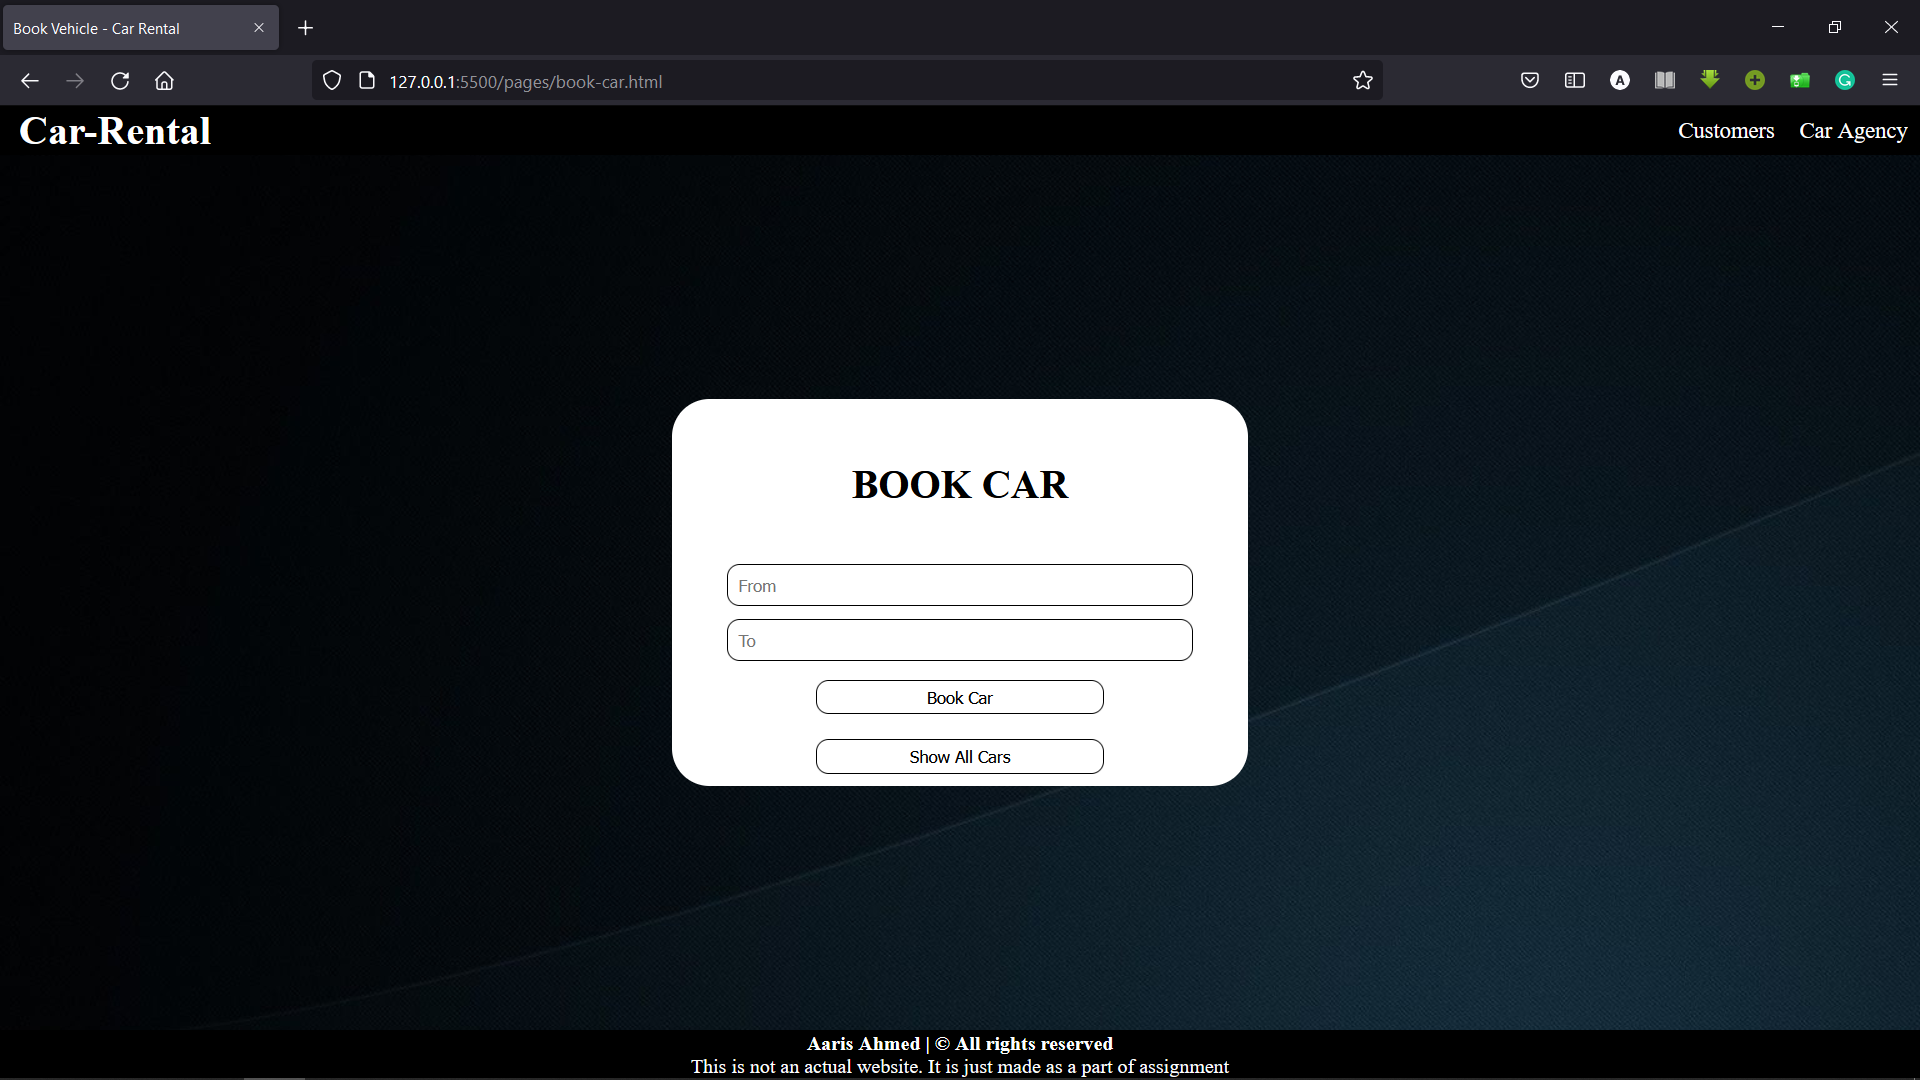 Book Vehicle - Car Rental
127.0.0.1:5500/pages/book-car.html
A
G
Car-Rental
Customers
Car Agency
BOOK CAR
From
To
Book Car
Show All Cars
Aaris Ahmed | © All rights reserved
This is not an actual website. It is just made as a part of assignment